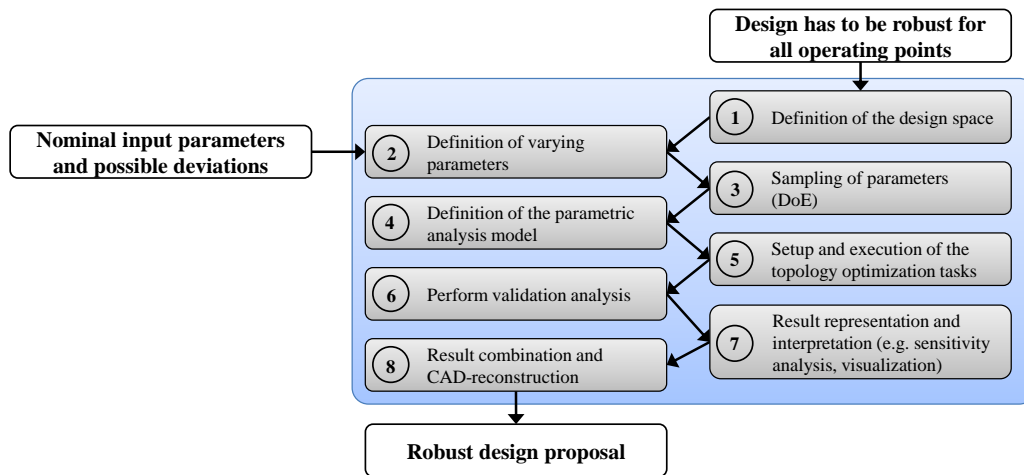 Design has to be robust for
all operating points
Nominal input parameters
and possible deviations
1 Definition of the design space
2 Definition of varying
parameters
3 Sampling of parameters
(DoE)
4 Definition of the parametric
analysis model
5 Setup and execution of the
topology optimization tasks
6 Perform validation analysis
7 Result representation and
interpretation (e.g. sensitivity
analysis, visualization)
8 Result combination and
CAD-reconstruction
Robust design proposal